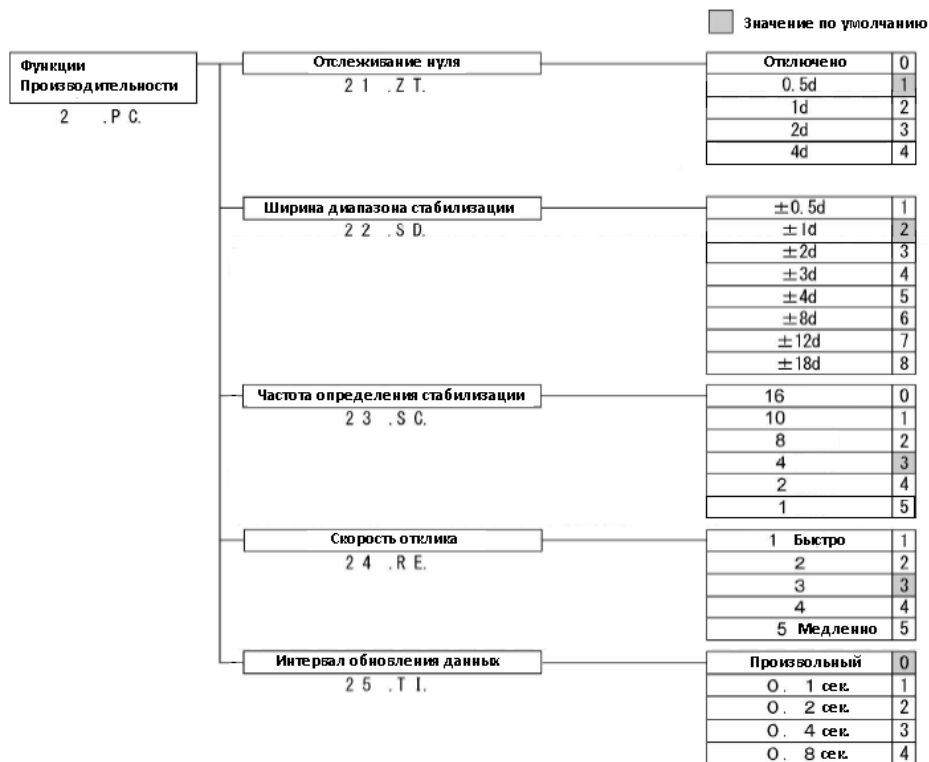 Значение по умолчанию
Функции
Производительности
2 .P C.
Отслеживание нуля
2 1 .Z T.
Отключено 0
0.5d 1
1d 2
2d 3
4d 4
Ширина диапазона стабилизации
2 2 .S D.
±0.5d 1
±1d 2
±2d 3
±3d 4
±4d 5
±8d 6
±12d 7
±18d 8
Частота определения стабилизации
2 3 .S C.
16 0
10 1
8 2
4 3
2 4
1 5
Скорость отклика
2 4 .R E.
1 Быстро 1
2 2
3 3
4 4
5 Медленно 5
Интервал обновления данных
2 5 .T I.
Произвольный 0
0. 1 сек. 1
0. 2 сек. 2
0. 4 сек. 3
0. 8 сек. 4